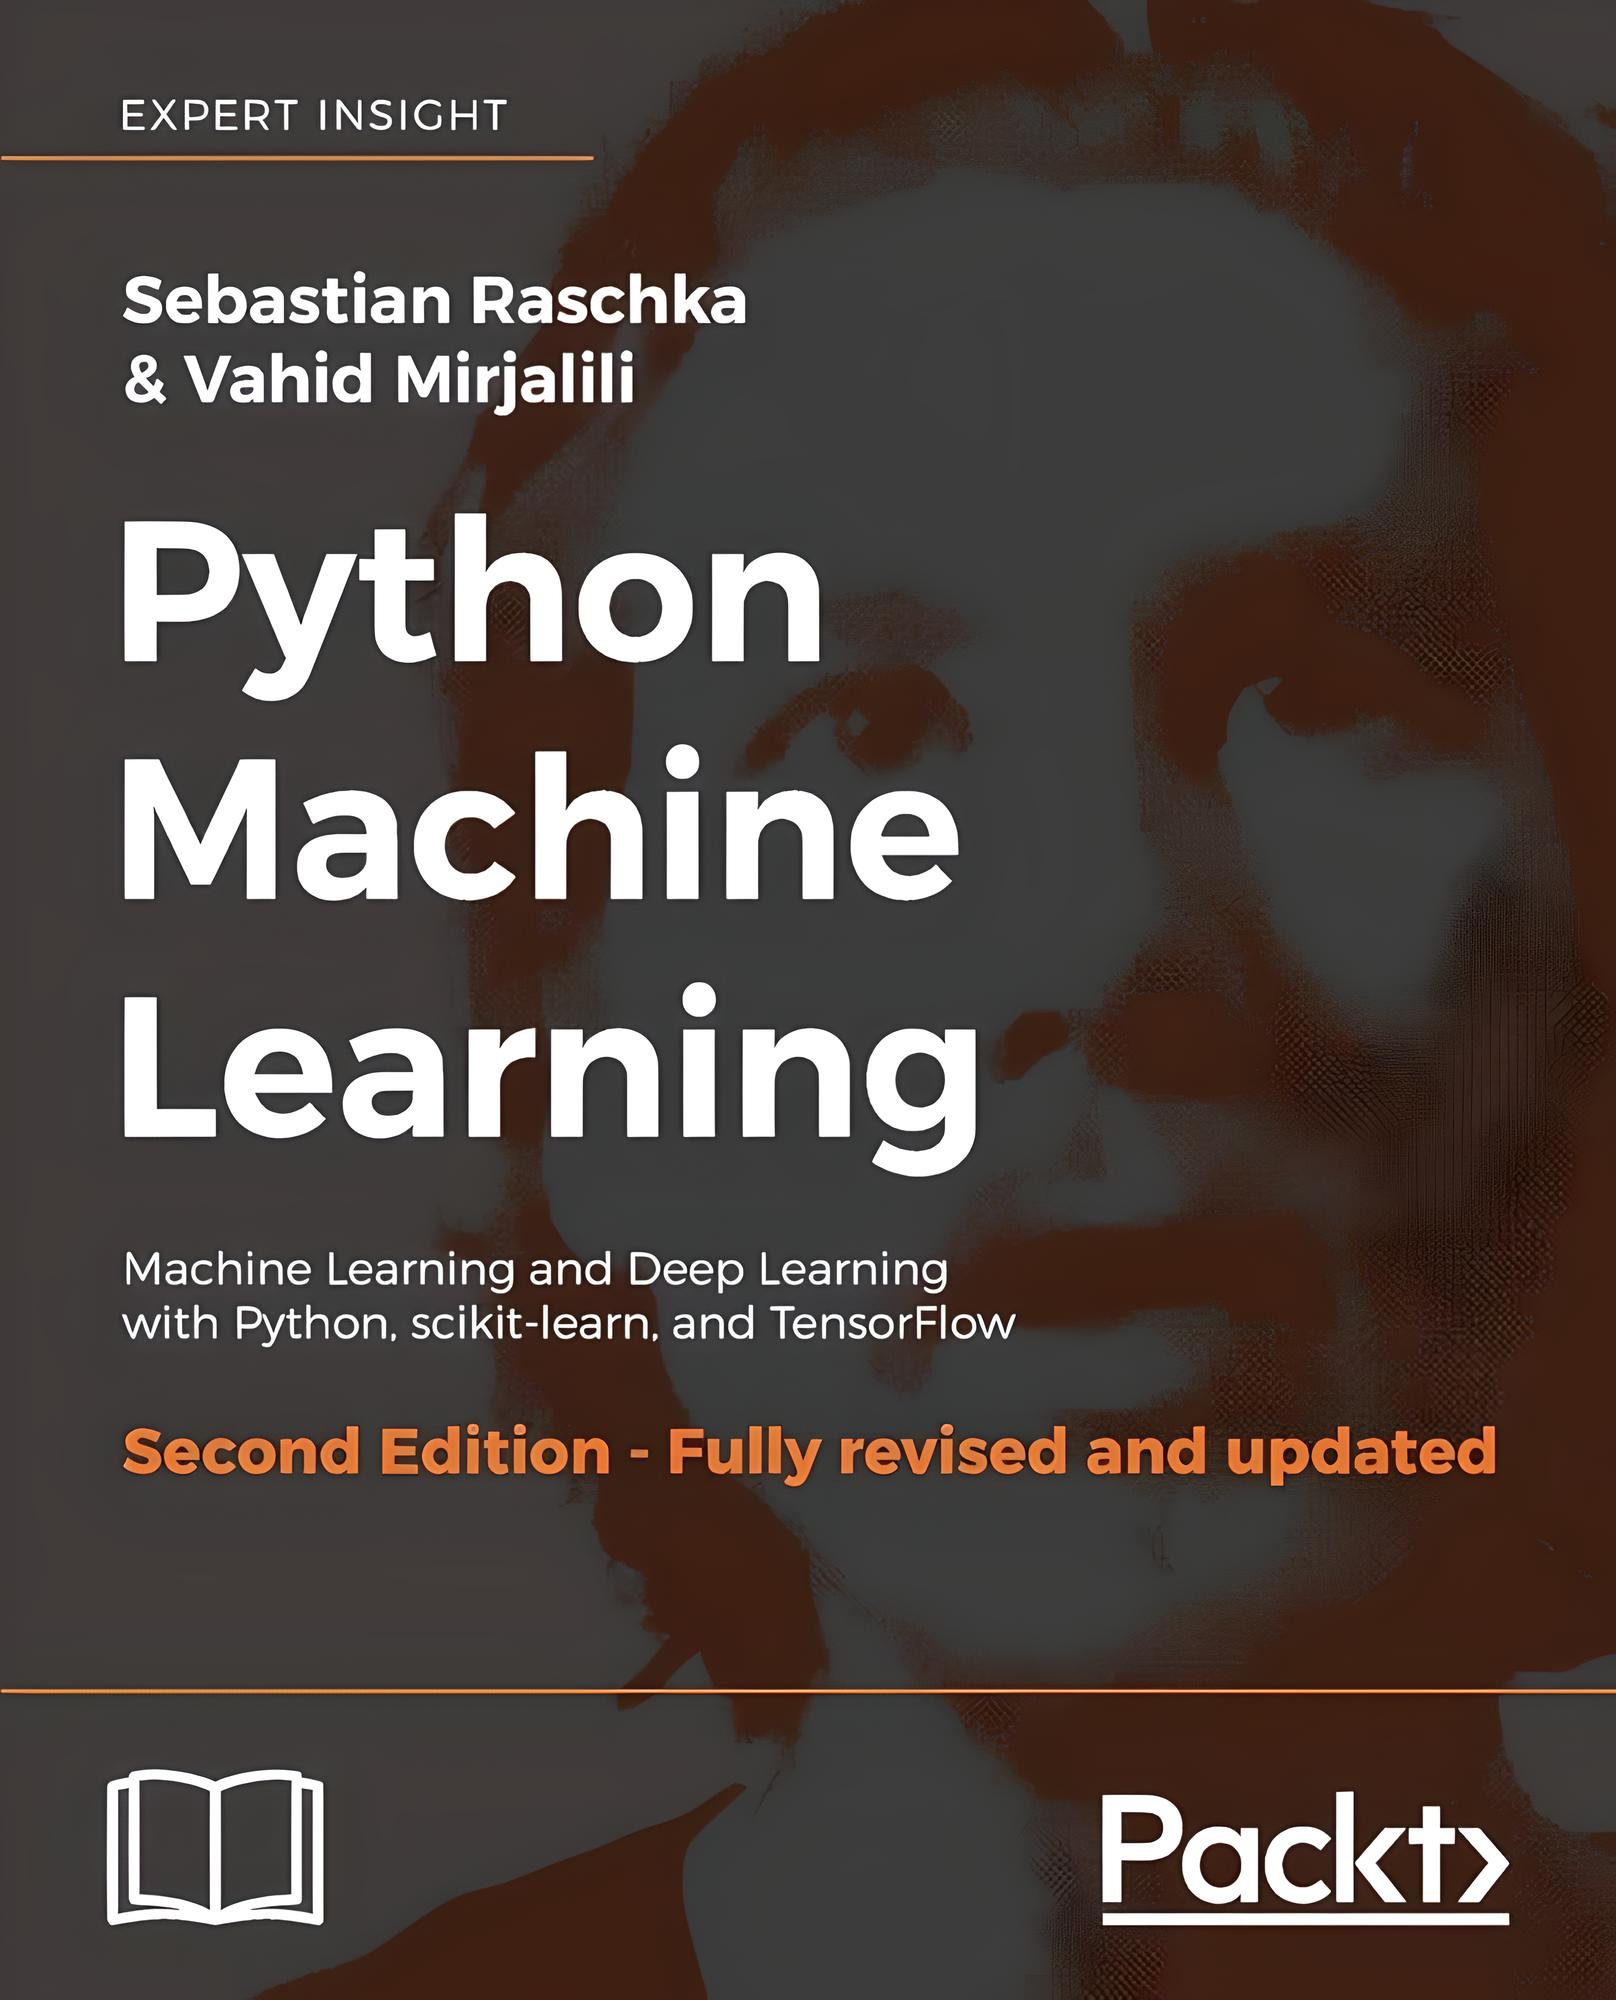 EXPERT INSIGHT
Sebastian Raschka
& Vahid Mirjalili
Python
Machine
Learning
Machine Learning and Deep Learning
with Python, scikit-learn, and TensorFlow
Second Edition - Fully revised and updated
Packt